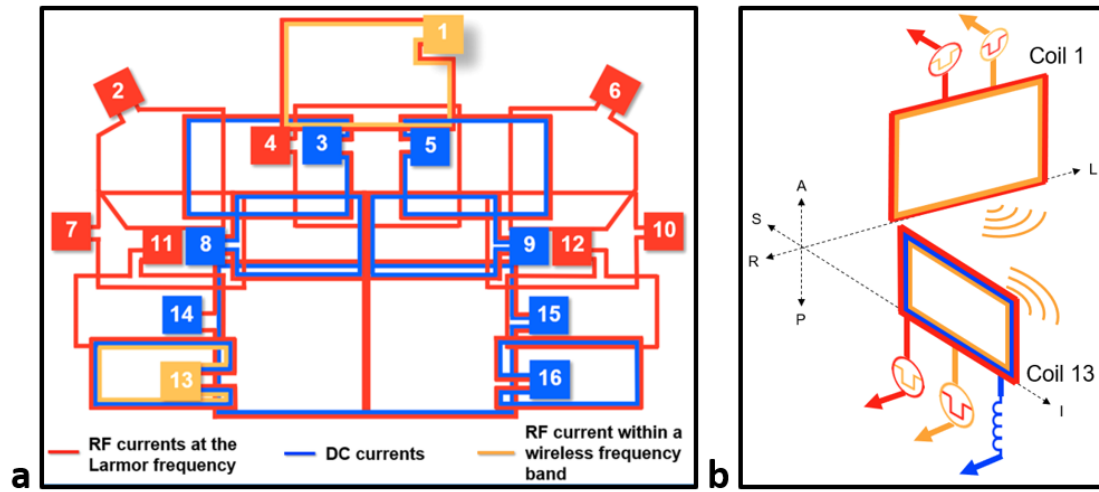 1
2
6
4
3
5
7
11
8
9
12
10
14
15
13
16
RF currents at the
Larmor frequency
DC currents
RF current within a
wireless frequency
band
a
Coil 1
A
L
S
R
P
Coil 13
I
b